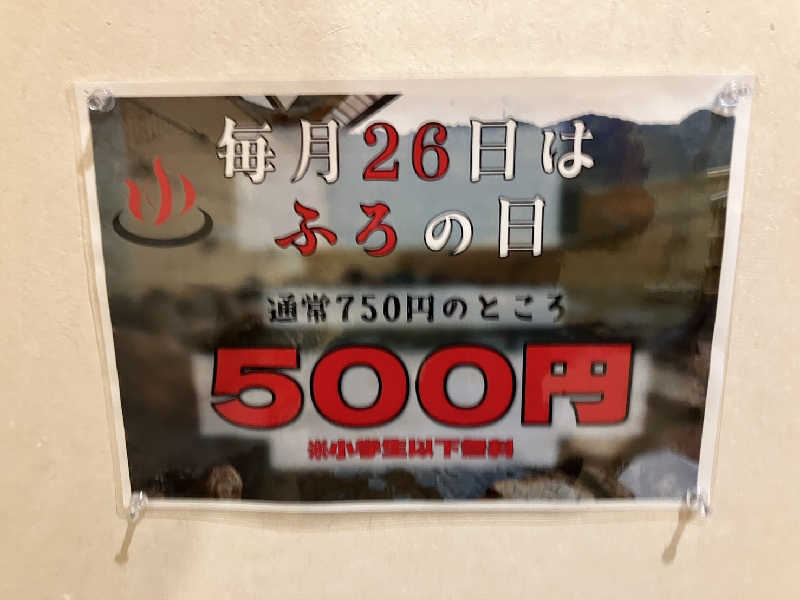 毎月26日は
ふろの日
通常750円のところ
500円
※小学生以下無料